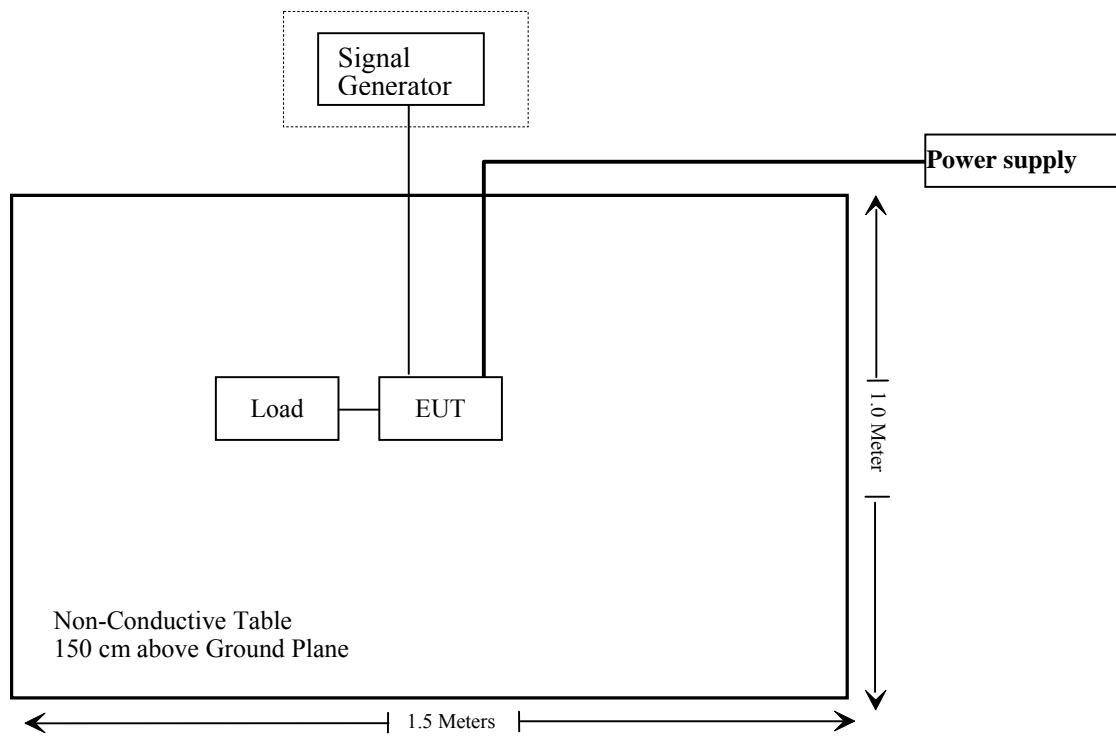 Signal
Generator
Power supply
Load
EUT
1.0 Meter
Non-Conductive Table
150 cm above Ground Plane
1.5 Meters